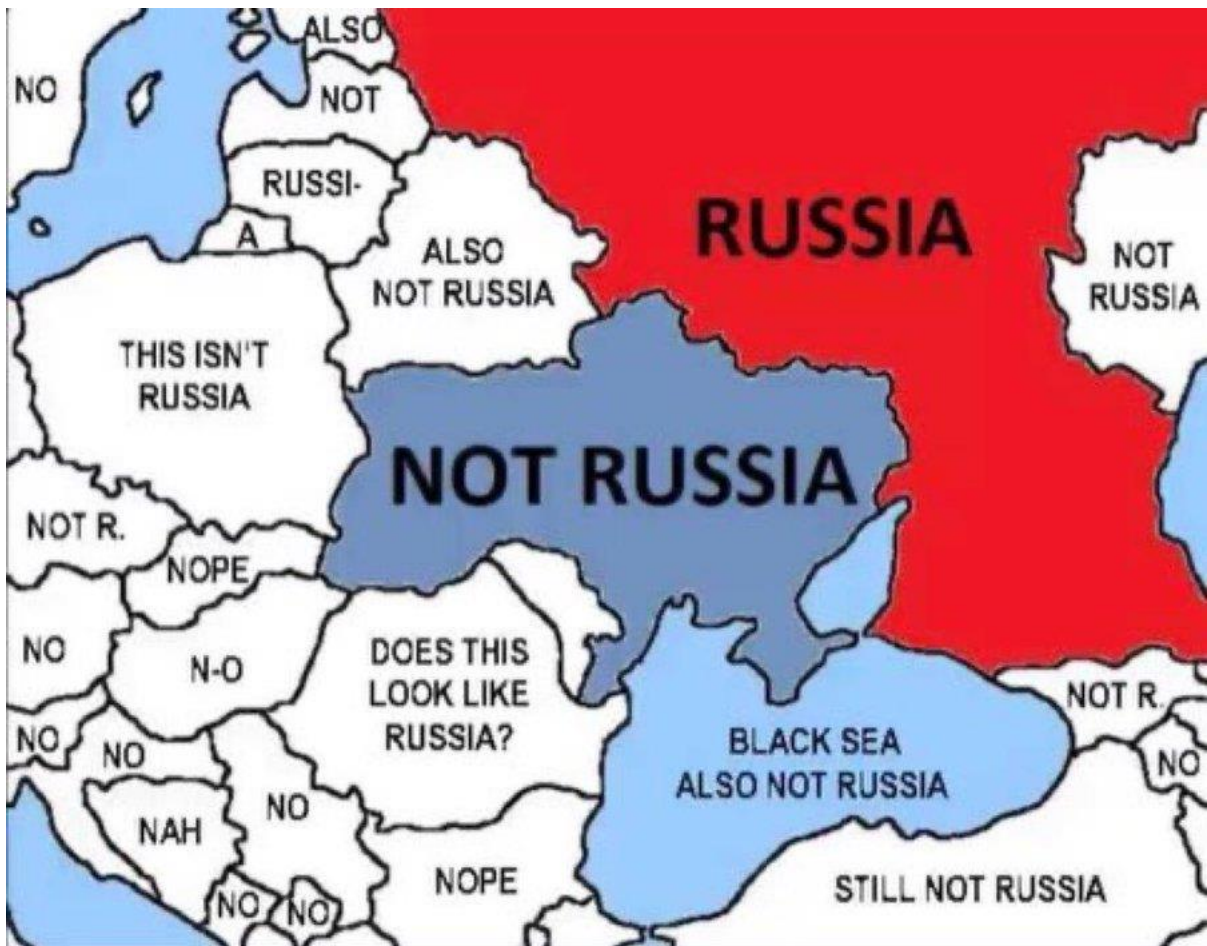 ALSO
NO
NOT
RUSSI-
A
RUSSIA
ALSO
NOT RUSSIA
NOT
RUSSIA
THIS ISN'T
RUSSIA
NOT RUSSIA
NOT R.
NOPE
NO
N-O
DOES THIS
LOOK LIKE
RUSSIA?
NOT R.
NO
NO
NO
BLACK SEA
ALSO NOT RUSSIA
NO
NAH
NOPE
STILL NOT RUSSIA
NO
NO